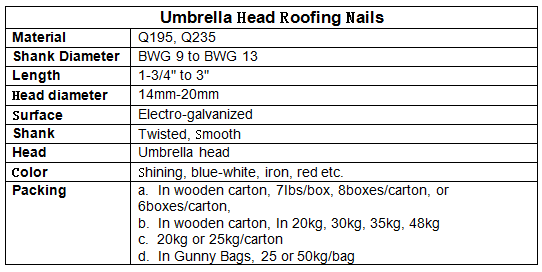 Umbrella Head Roofing Nails
Material Q195, Q235
Shank Diameter BWG 9 to BWG 13
Length 1-3/4" to 3"
Head diameter 14mm-20mm
Surface Electro-galvanized
Shank Twisted, Smooth
Head Umbrella head
Color Shining, blue-white, iron, red etc.
Packing a. In wooden carton, 7lbs/box, 8boxes/carton, or
6boxes/carton,
b. In wooden carton, In 20kg, 30kg, 35kg, 48kg
c. 20kg or 25kg/carton
d. In Gunny Bags, 25 or 50kg/bag